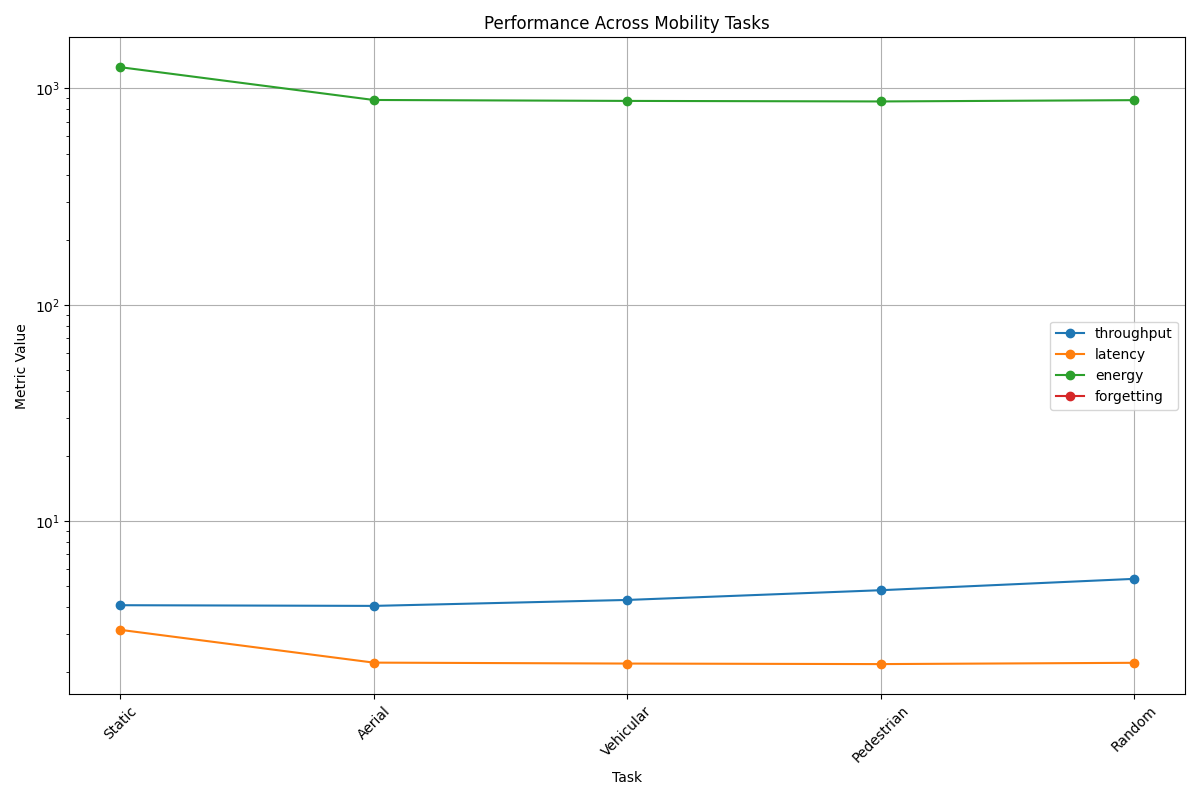 Performance Across Mobility Tasks
Metric Value
10³
10²
10¹
throughput
latency
energy
forgetting
Static
Aerial
Vehicular
Pedestrian
Random
Task